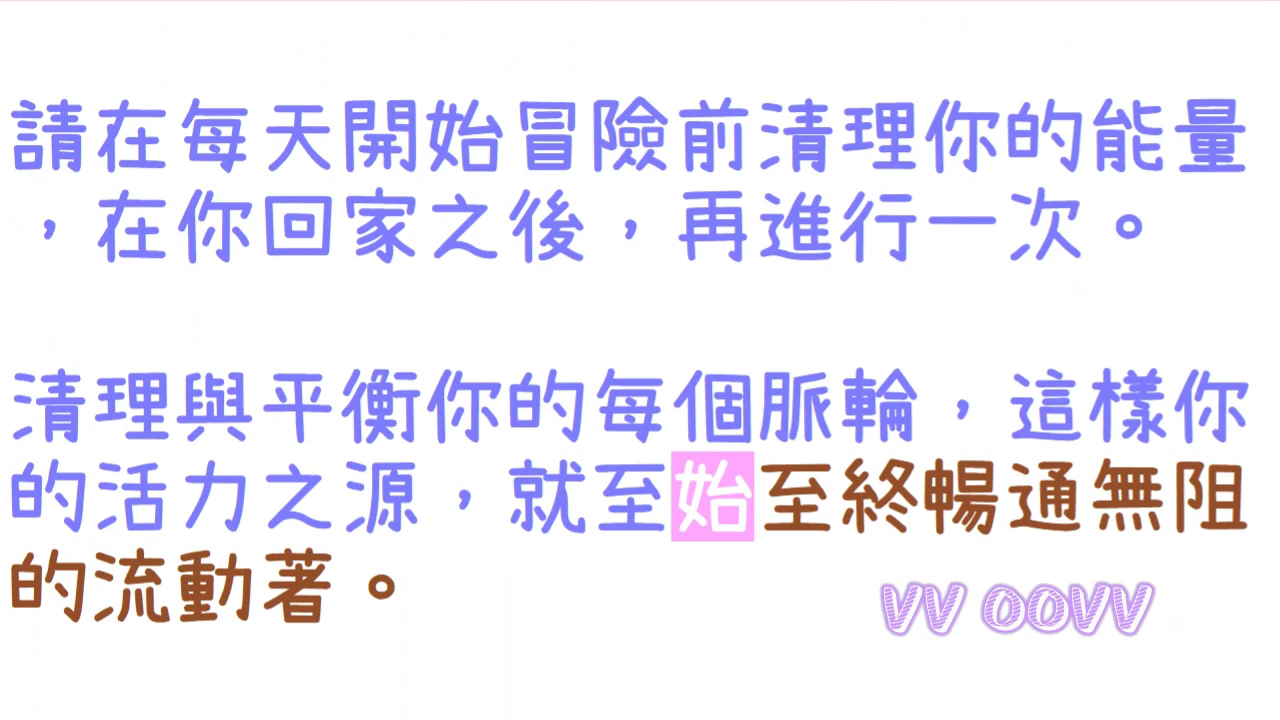 請在每天開始冒險前清理你的能量
，在你回家之後，再進行一次。
清理與平衡你的每個脈輪，這樣你
的活力之源，就至始至終暢通無阻
的流動著。
VV OOVV